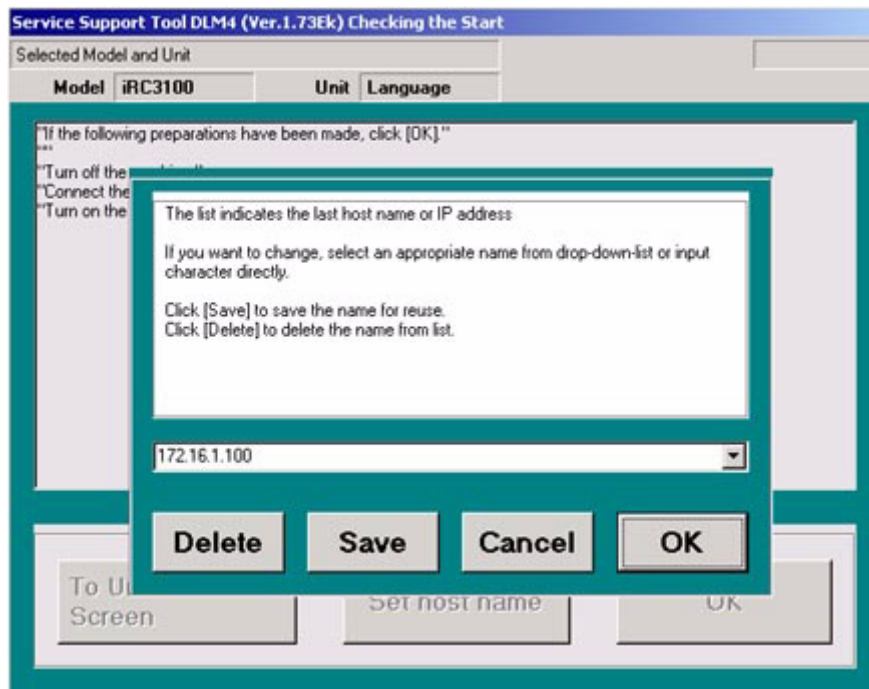 Service Support Tool DLM4 (Ver.1.73Ek) Checking the Start
Selected Model and Unit
Model iRC3100 Unit Language
"If the following preparations have been made, click [OK]."
""
"Turn off the
"Connect the
"Turn on the
The list indicates the last host name or IP address
If you want to change, select an appropriate name from drop-down-list or input
character directly.
Click [Save] to save the name for reuse.
Click [Delete] to delete the name from list.
172.16.1.100
Delete Save Cancel OK
To
Screen
Set host name
OK